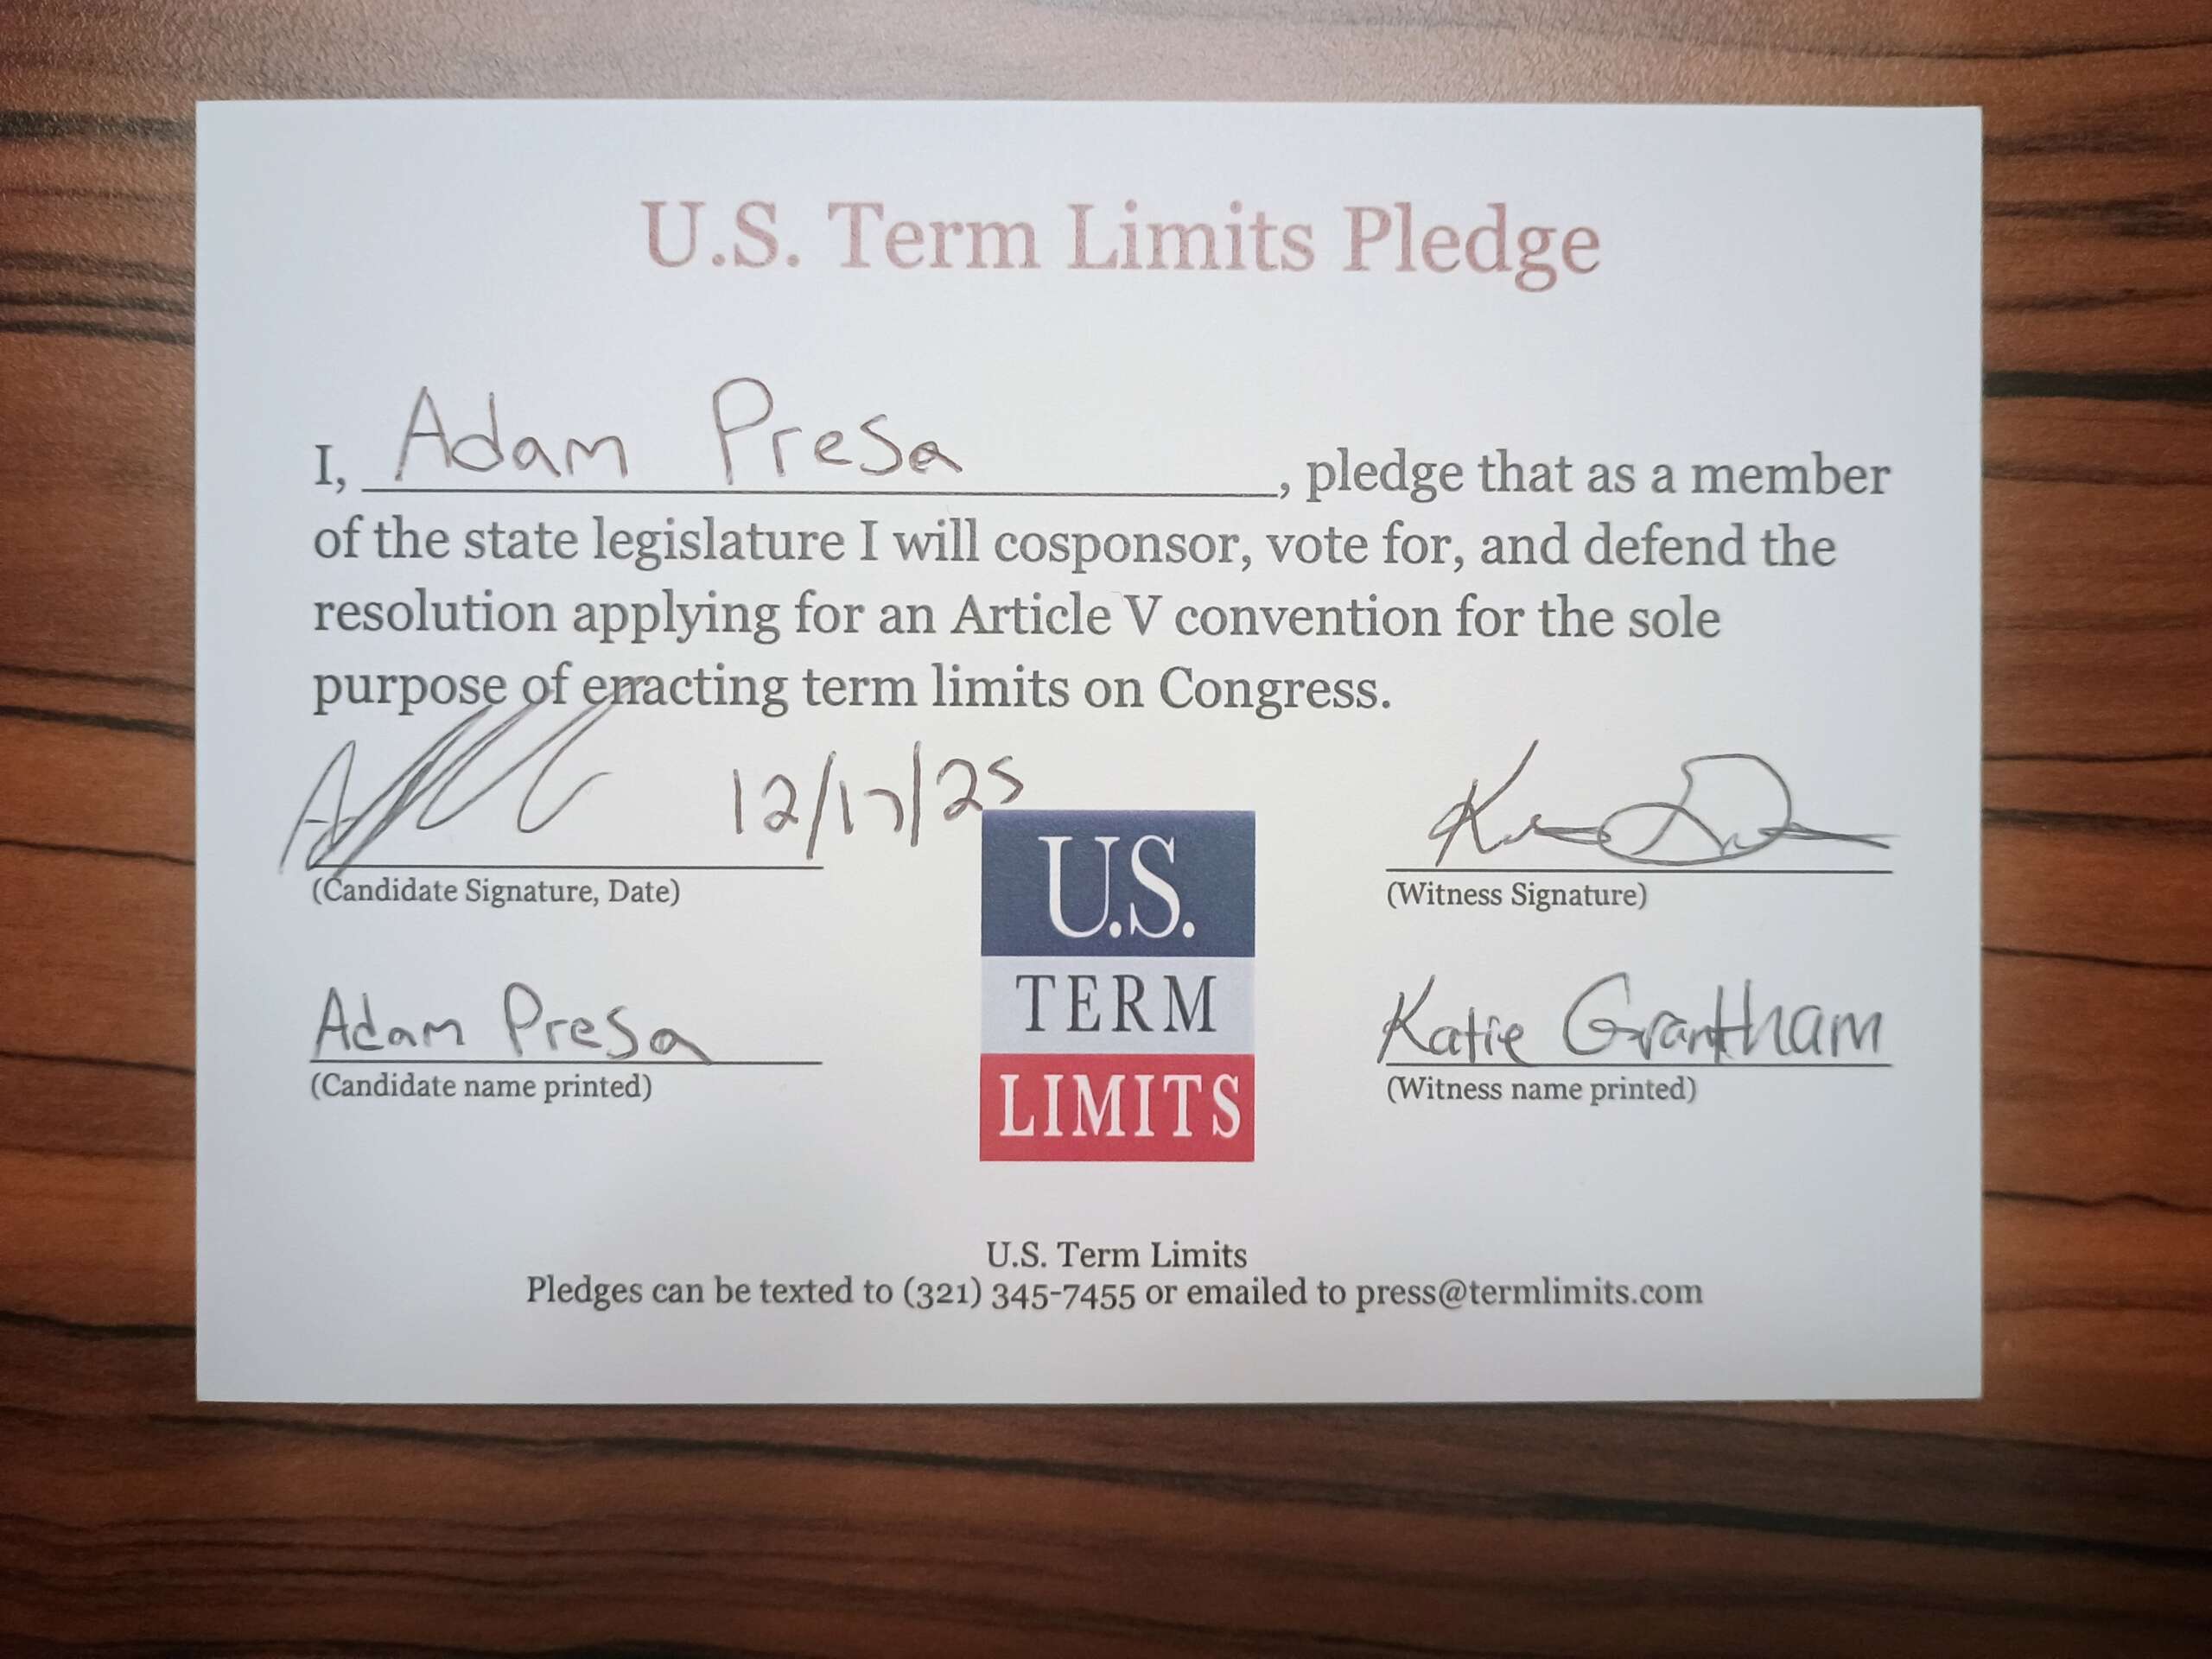 U.S. Term Limits Pledge
I, Adam Presa, pledge that as a member
of the state legislature I will cosponsor, vote for, and defend the
resolution applying for an Article V convention for the sole
purpose of enacting term limits on Congress.
12/17/25
(Candidate Signature, Date)
(Witness Signature)
Adam Presa
(Candidate name printed)
U.S.
TERM
LIMITS
Katie Grantham
(Witness name printed)
U.S. Term Limits
Pledges can be texted to (321) 345-7455 or emailed to press@termlimits.com